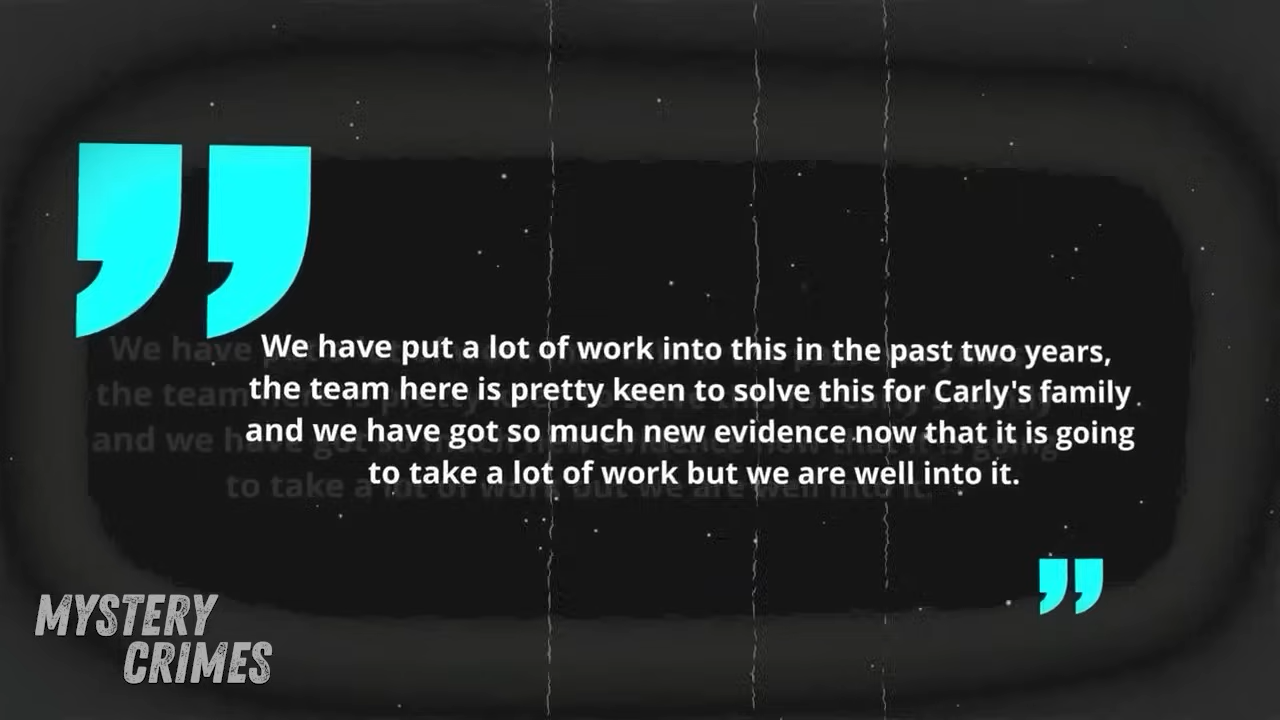 We have put a lot of work into this in the past two years,
the team here is pretty keen to solve this for Carly's family
and we have got so much new evidence now that it is going
to take a lot of work but we are well into it.
MYSTERY
CRIMES